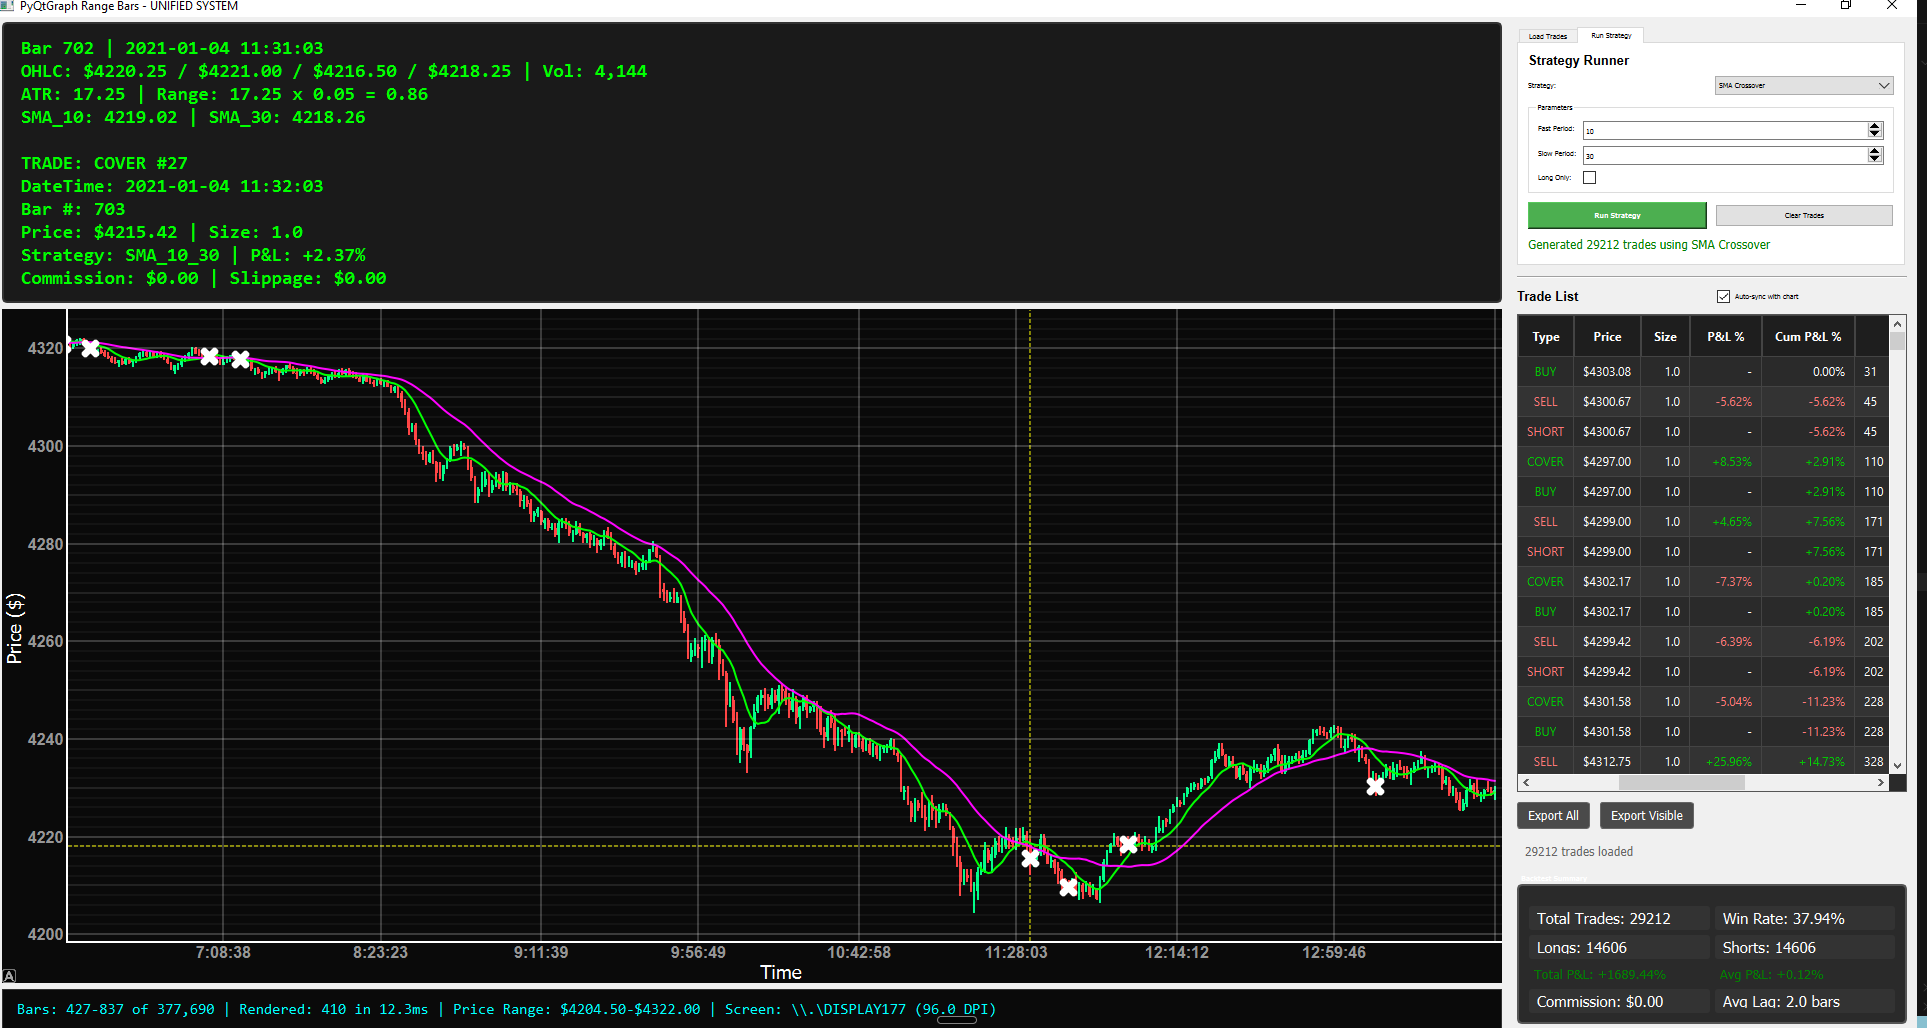 PyQtGraph Range Bars - UNIFIED SYSTEM
Bar 702 | 2021-01-04 11:31:03
OHLC: $4220.25 / $4221.00 / $4216.50 / $4218.25 | Vol: 4,144
ATR: 17.25 | Range: 17.25 x 0.05 = 0.86
SMA_10: 4219.02 | SMA_30: 4218.26
TRADE: COVER #27
DateTime: 2021-01-04 11:32:03
Bar #: 703
Price: $4215.42 | Size: 1.0
Strategy: SMA_10_30 | P&L: +2.37%
Commission: $0.00 | Slippage: $0.00
4320
4300
4280
4260
4240
4220
4200
Price ($)
7:08:38 8:23:23 9:11:39 9:56:49 10:42:58 11:28:03 12:14:12 12:59:46
Time
A
Bars: 427-837 of 377,690 | Rendered: 410 in 12.3ms | Price Range: $4204.50-$4322.00 | Screen: \\.\DISPLAY177 (96.0 DPI)
Load Trades Run Strategy
Strategy Runner
Strategy: SMA Crossover
Parameters
Fast Period: 10
Slow Period: 30
Long Only:
Run Strategy Clear Trades
Generated 29212 trades using SMA Crossover
Trade List Auto-sync with chart
Type Price Size P&L % Cum P&L %
BUY $4303.08 1.0 - 0.00% 31
SELL $4300.67 1.0 -5.62% -5.62% 45
SHORT $4300.67 1.0 - -5.62% 45
COVER $4297.00 1.0 +8.53% +2.91% 110
BUY $4297.00 1.0 - +2.91% 110
SELL $4299.00 1.0 +4.65% +7.56% 171
SHORT $4299.00 1.0 - +7.56% 171
COVER $4302.17 1.0 -7.37% +0.20% 185
BUY $4302.17 1.0 - +0.20% 185
SELL $4299.42 1.0 -6.39% -6.19% 202
SHORT $4299.42 1.0 - -6.19% 202
COVER $4301.58 1.0 -5.04% -11.23% 228
BUY $4301.58 1.0 - -11.23% 228
SELL $4312.75 1.0 +25.96% +14.73% 328
Export All Export Visible
29212 trades loaded
Backtest Summary
Total Trades: 29212 Win Rate: 37.94%
Longs: 14606 Shorts: 14606
Total P&L: +1689.44% Avg P&L: +0.12%
Commission: $0.00 Avg Lag: 2.0 bars